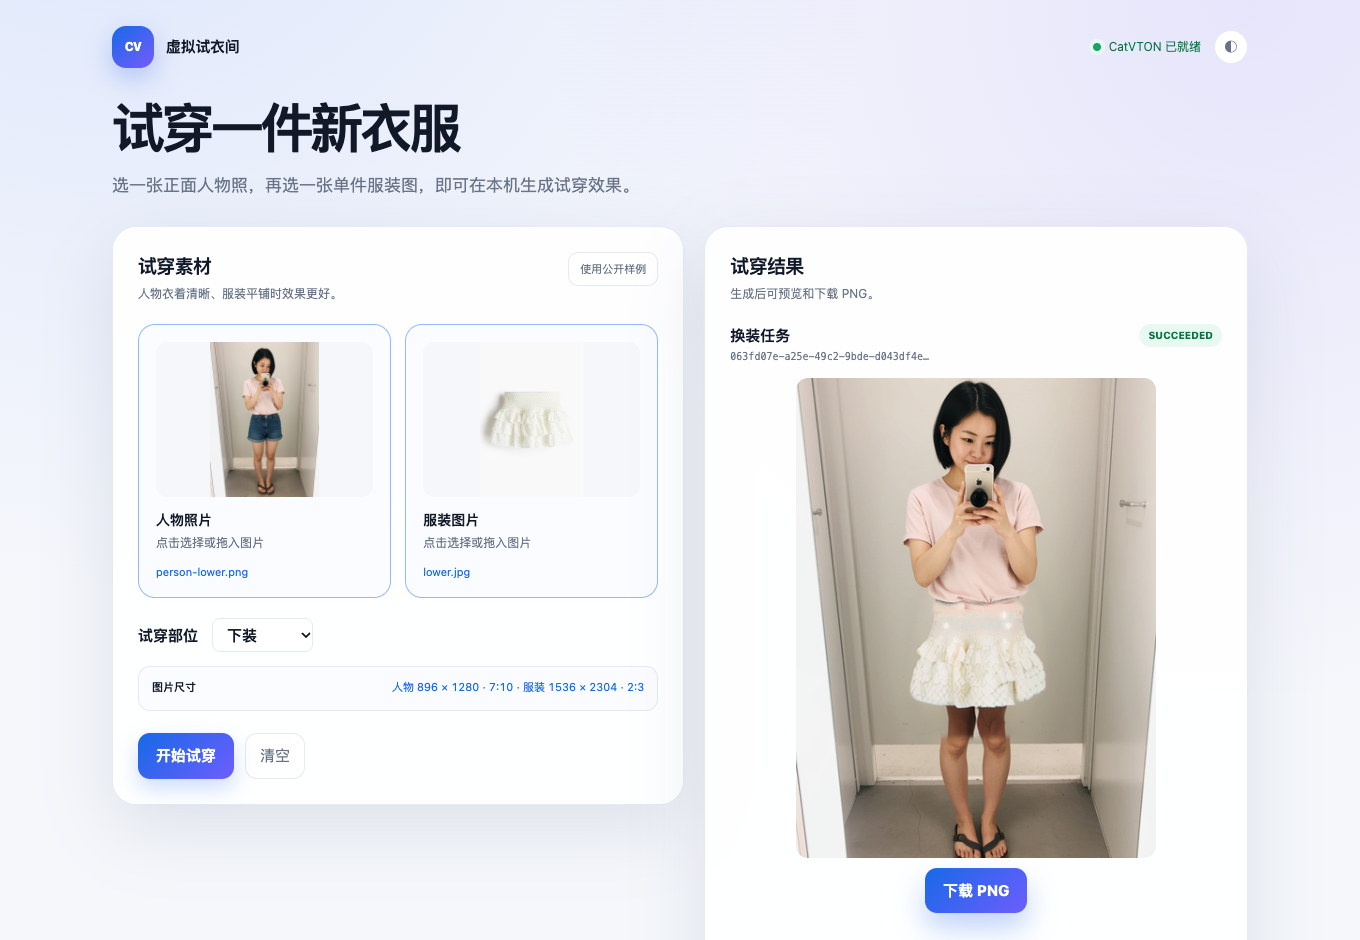 CV
虚拟试衣间
CatVTON 已就绪
试穿一件新衣服
选一张正面人物照，再选一张单件服装图，即可在本机生成试穿效果。
试穿素材
人物衣着清晰、服装平铺时效果更好。
使用公开样例
人物照片
点击选择或拖入图片
person-lower.png
服装图片
点击选择或拖入图片
lower.jpg
试穿部位
下装
图片尺寸
人物 896 × 1280 · 7:10 · 服装 1536 × 2304 · 2:3
开始试穿
清空
试穿结果
生成后可预览和下载 PNG。
换装任务
SUCCEEDED
063fd07e-a25e-49c2-9bde-d043df4e…
下载 PNG